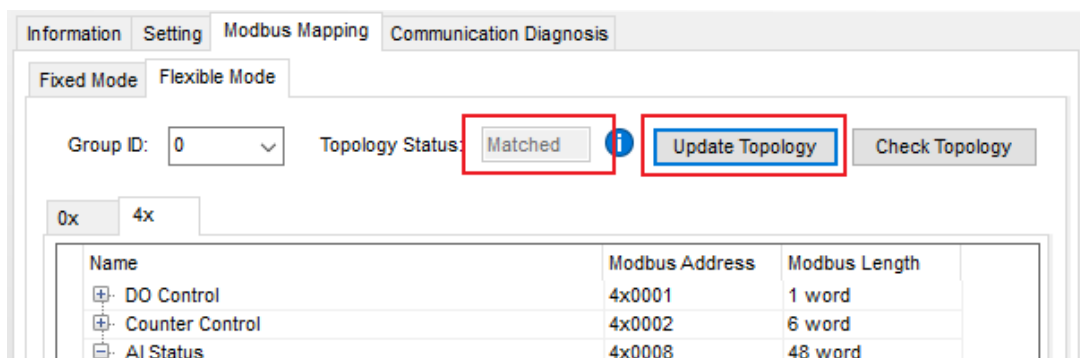 Information Setting Modbus Mapping Communication Diagnosis
Fixed Mode Flexible Mode
Group ID: 0 Topology Status: Matched i Update Topology Check Topology
0x 4x
Name Modbus Address Modbus Length
DO Control 4x0001 1 word
Counter Control 4x0002 6 word
AI Status 4x0008 48 word